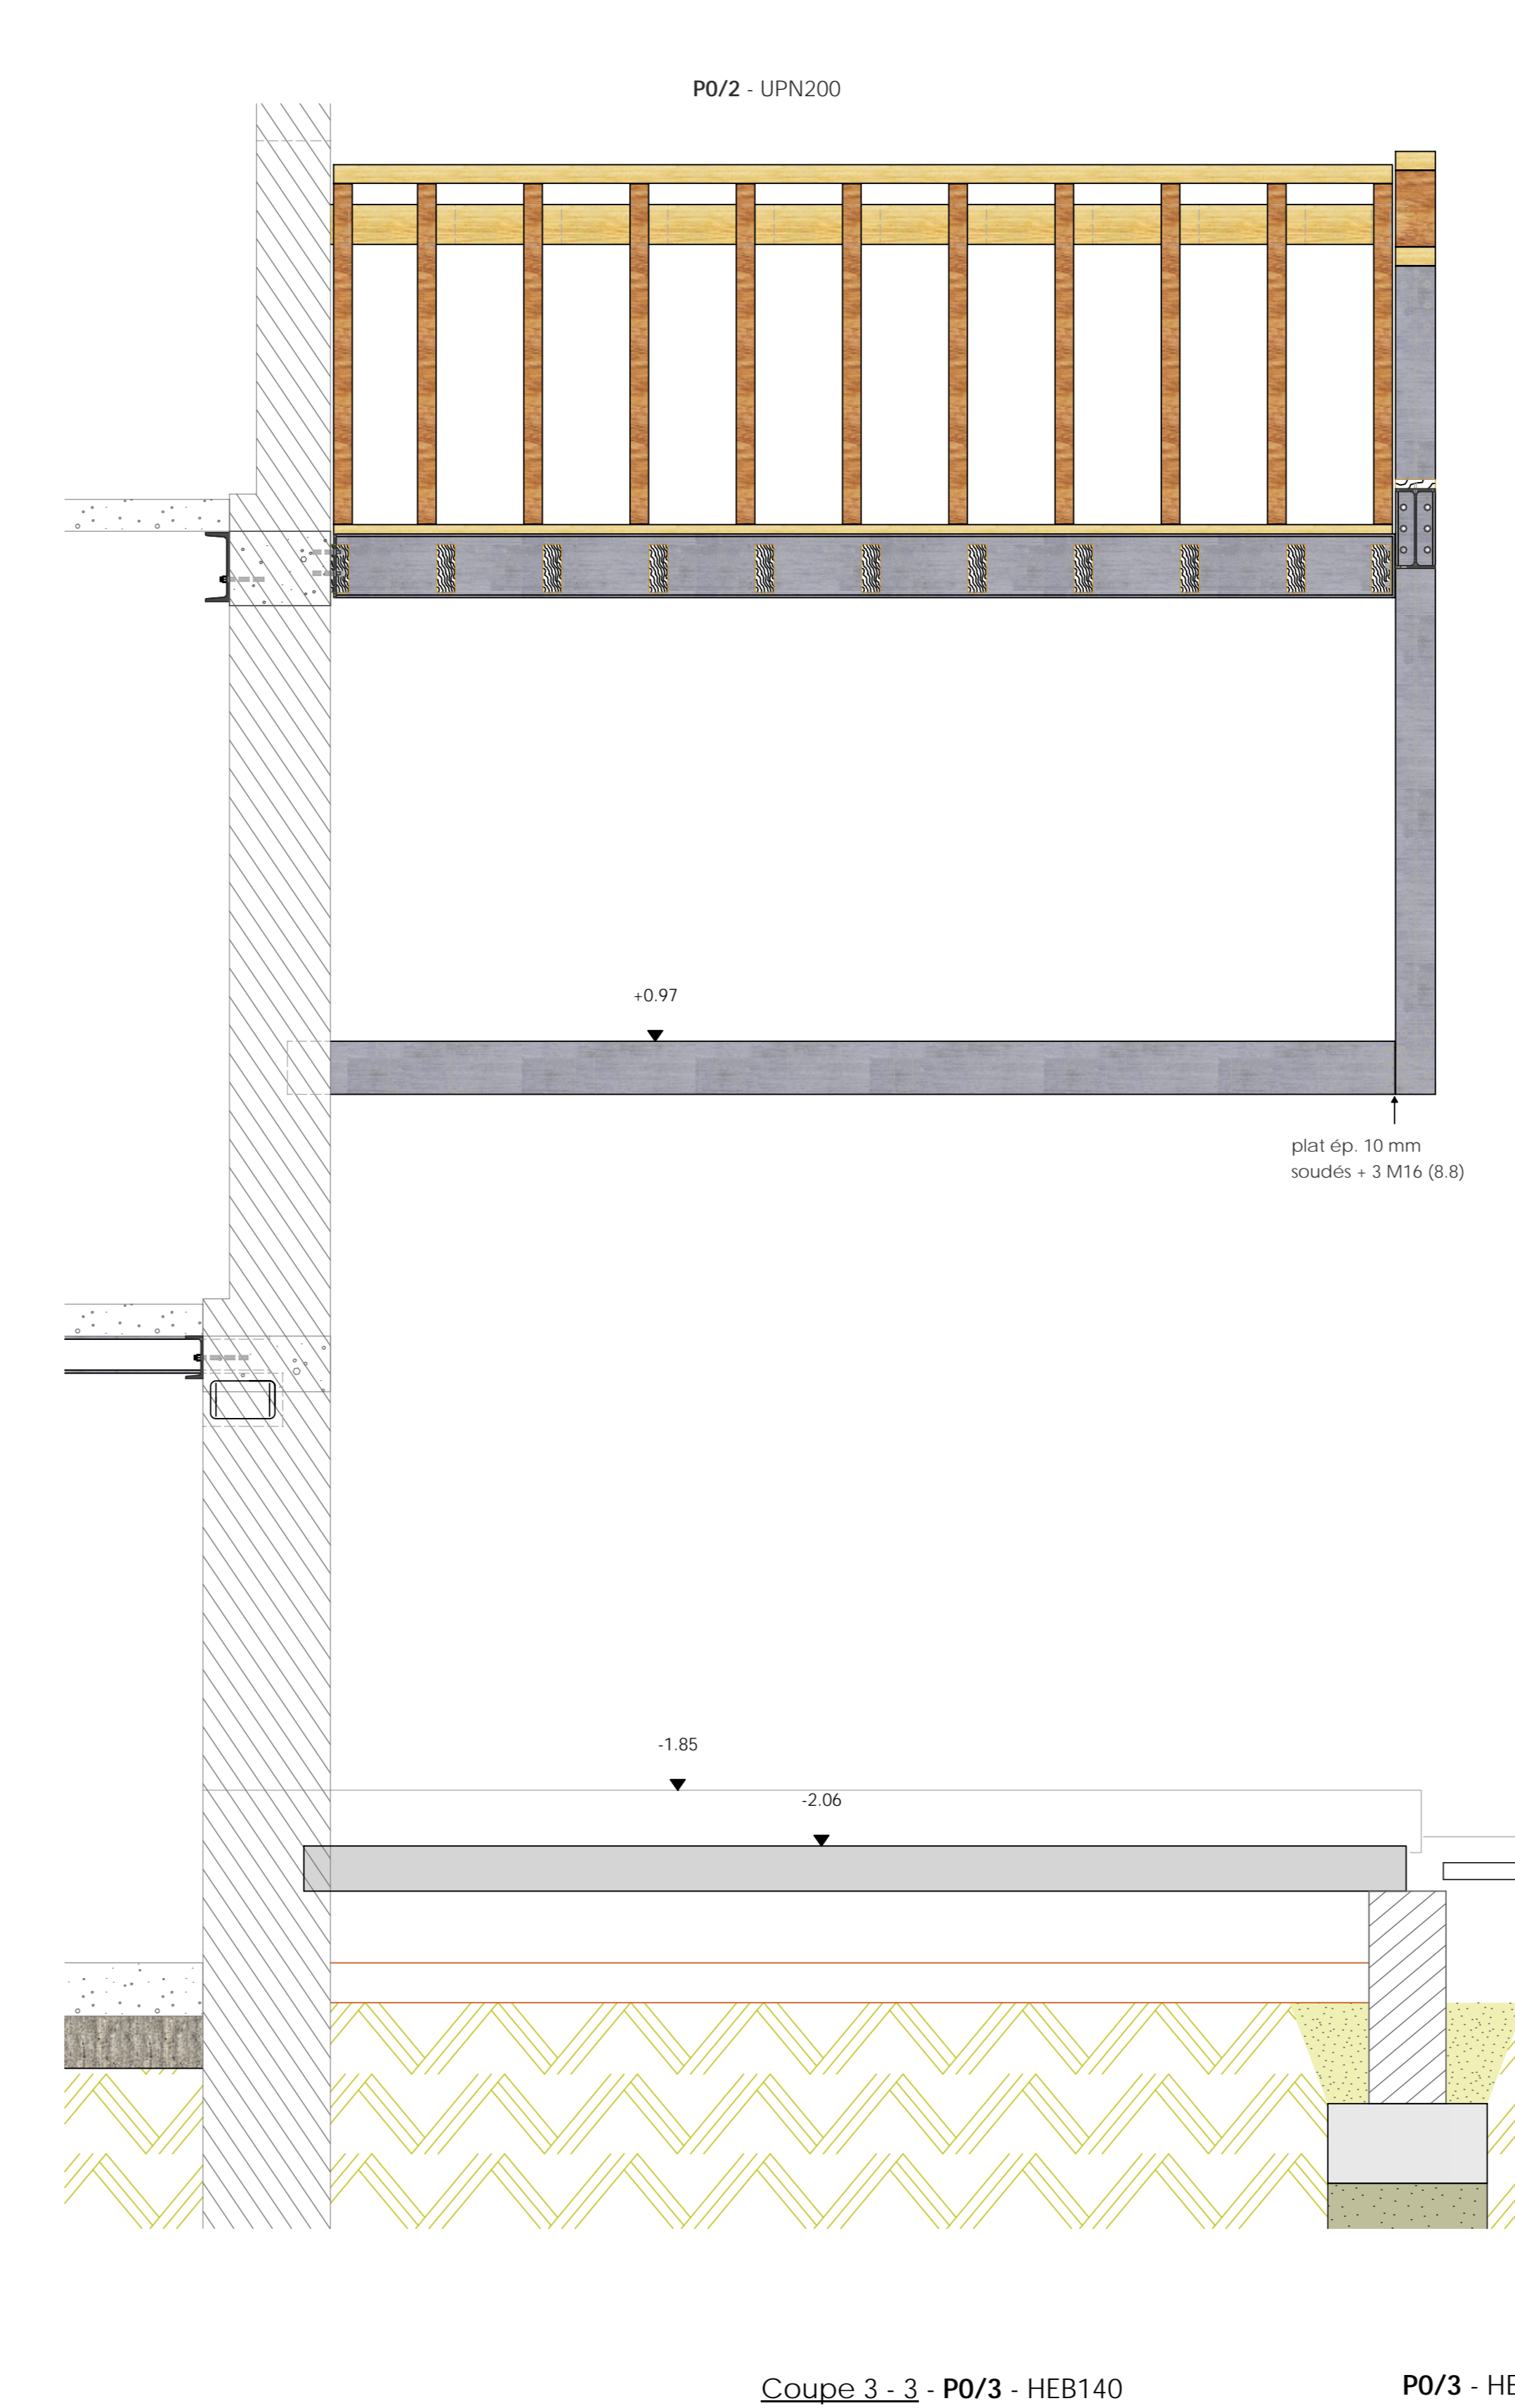 P0/2 - UPN200
+0.97
plat ép. 10 mm
soudés + 3 M16 (8.8)
-1.85
-2.06
Coupe 3 - 3 - P0/3 - HEB140
P0/3 - HE